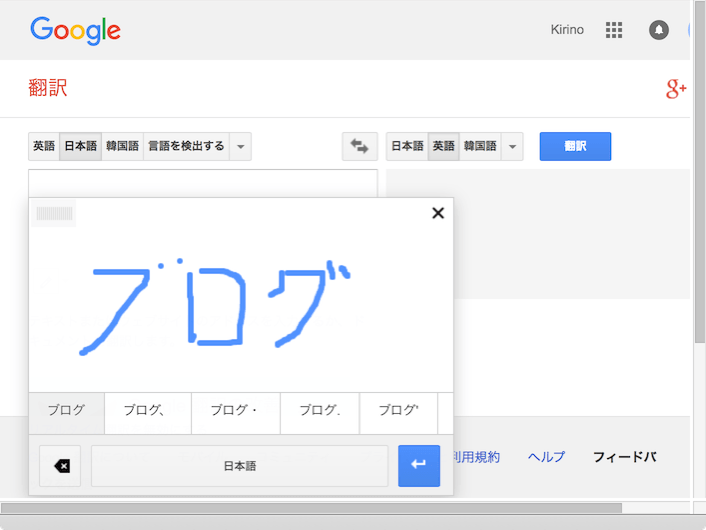 Google
Kirino
翻訳
g+
英語 日本語 韓国語 言語を検出する
日本語 英語 韓国語
翻訳
ブログ
ブログ ブログ、 ブログ・ ブログ. ブログ'
日本語
利用規約 ヘルプ フィードバ